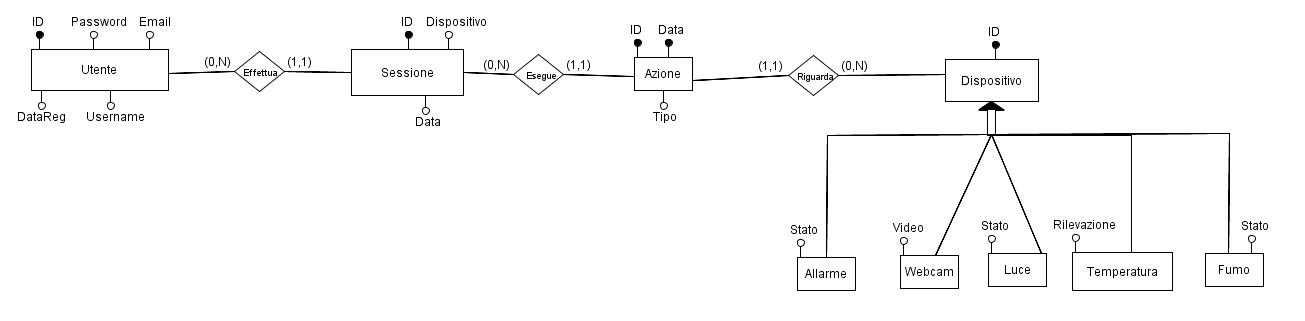 ID Password Email
Utente
DataReg Username
(0,N) Effettua (1,1)
ID Dispositivo
Sessione
Data
(0,N) Esegue (1,1)
ID Data
Azione
Tipo
(1,1) Riguarda (0,N)
ID
Dispositivo
Stato
Allarme
Video
Webcam
Stato
Luce
Rilevazione
Temperatura
Stato
Fumo